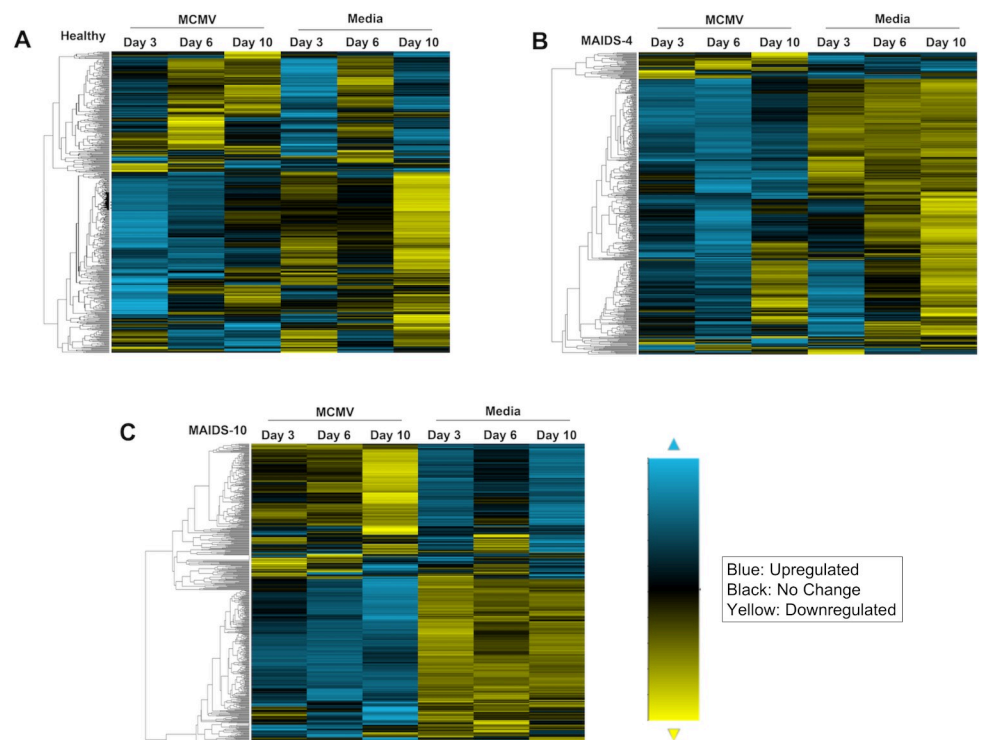 MCMV Media
A Healthy
Day 3 Day 6 Day 10 Day 3 Day 6 Day 10
MCMV Media
B MAIDS-4
Day 3 Day 6 Day 10 Day 3 Day 6 Day 10
MCMV Media
C MAIDS-10
Day 3 Day 6 Day 10 Day 3 Day 6 Day 10
Blue: Upregulated
Black: No Change
Yellow: Downregulated